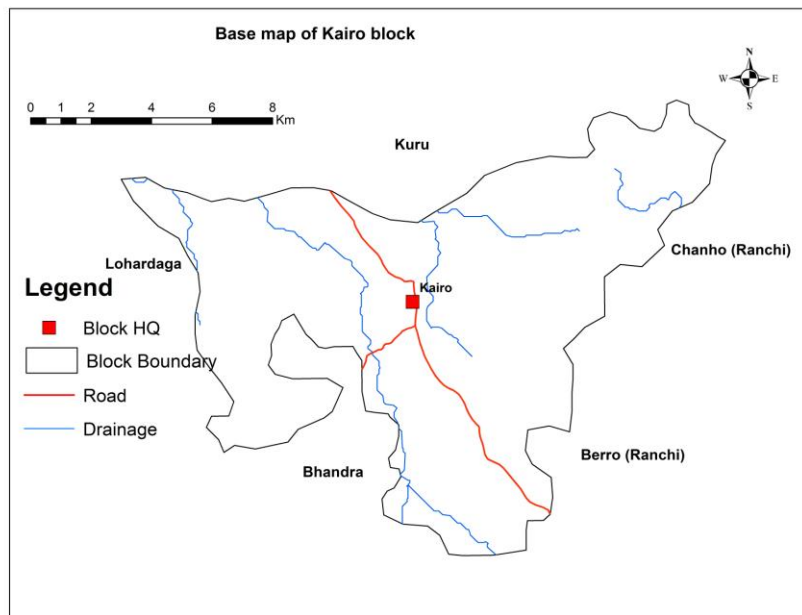 Base map of Kairo block
N
W E
S
0 1 2 4 6 8
Km
Kuru
Chanho (Ranchi)
Lohardaga
Kairo
Legend
Block HQ
Block Boundary
Road
Drainage
Bhandra
Berro (Ranchi)